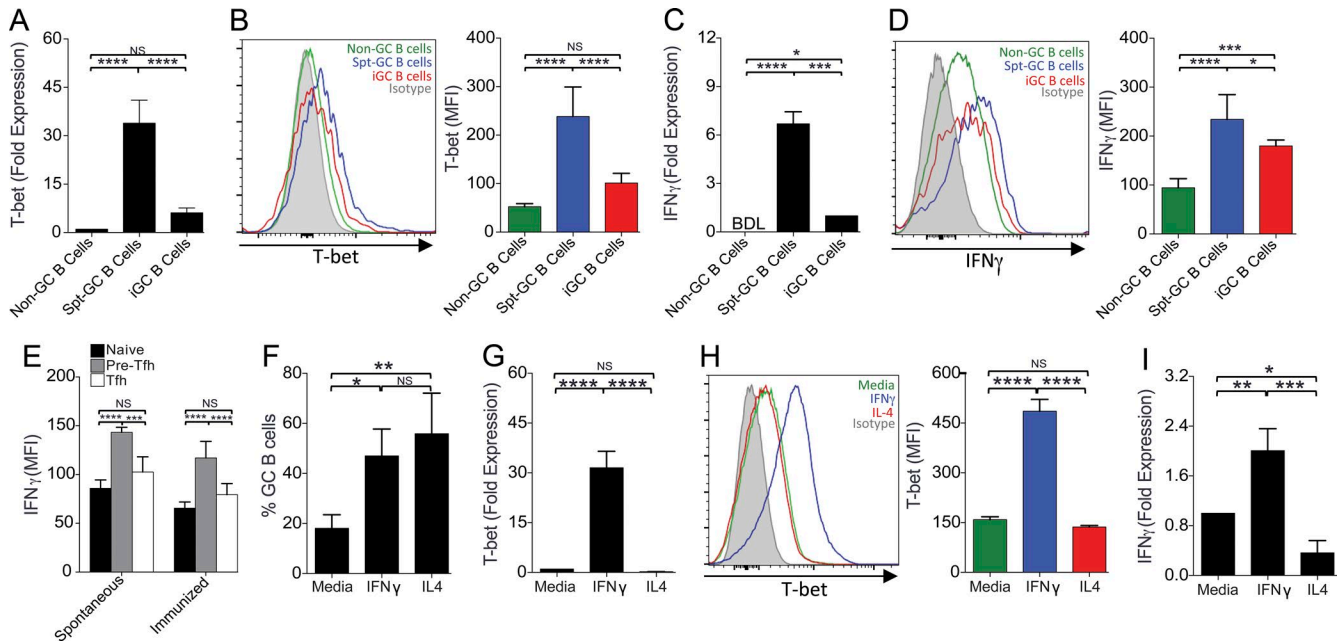 A
T-bet (Fold Expression)
60
45
30
15
0
NS
**** ****
Non-GC B Cells
Spt-GC B Cells
iGC B Cells
B
Non-GC B cells
Spt-GC B cells
iGC B cells
Isotype
T-bet
T-bet (MFI)
400
300
200
100
0
NS
**** ****
Non-GC B Cells
Spt-GC B Cells
iGC B Cells
C
IFNγ (Fold Expression)
12
9
6
3
0
*
**** ***
BDL
Non-GC B Cells
Spt-GC B Cells
iGC B Cells
D
Non-GC B cells
Spt-GC B cells
iGC B cells
Isotype
IFNγ
IFNγ (MFI)
400
300
200
100
0
***
**** *
Non-GC B Cells
Spt-GC B Cells
iGC B Cells
E
Naive
Pre-Tfh
Tfh
IFNγ (MFI)
200
150
100
50
0
NS
**** ***
NS
**** ****
Spontaneous
Immunized
F
% GC B cells
80
60
40
20
0
**
* NS
Media IFNγ IL4
G
T-bet (Fold Expression)
60
45
30
15
0
NS
**** ****
Media IFNγ IL4
H
Media
IFNγ
IL-4
Isotype
T-bet
T-bet (MFI)
600
450
300
150
0
NS
**** ****
Media IFNγ IL4
I
IFNγ (Fold Expression)
3.2
2.4
1.6
0.8
0.0
*
** ***
Media IFNγ IL4